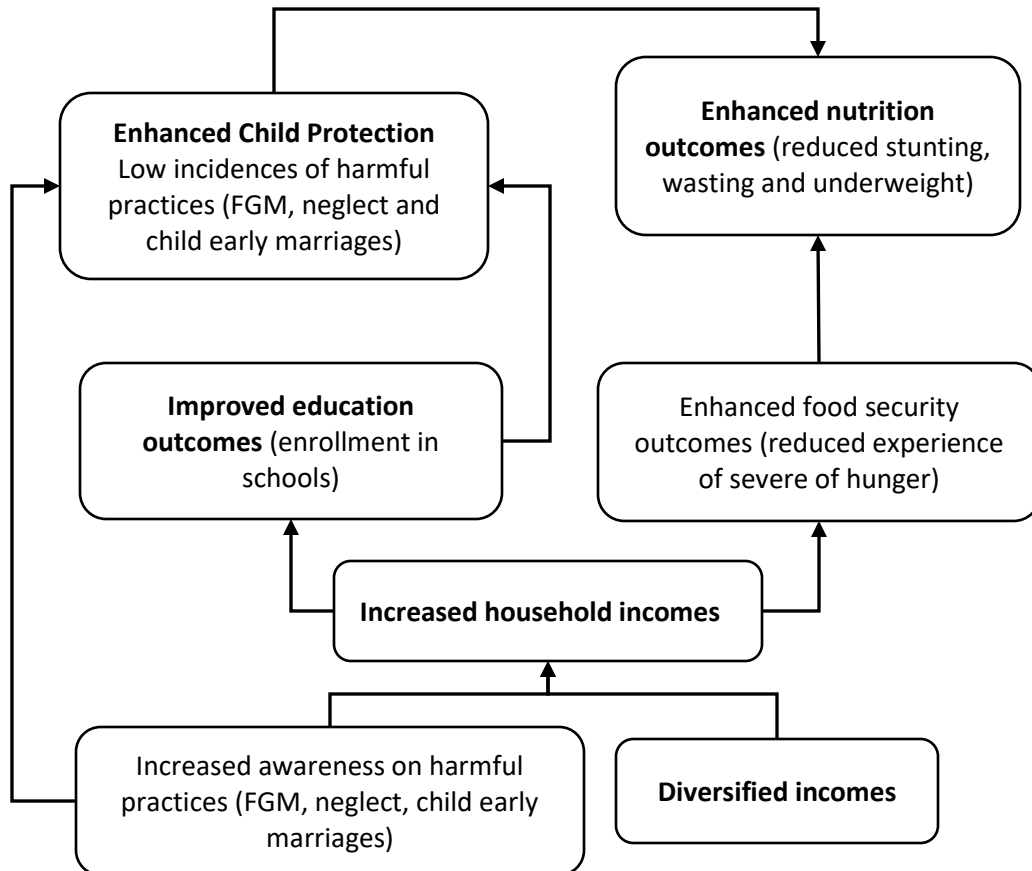 Enhanced Child Protection
Low incidences of harmful
practices (FGM, neglect and
child early marriages)
Enhanced nutrition
outcomes (reduced stunting,
wasting and underweight)
Improved education
outcomes (enrollment in
schools)
Enhanced food security
outcomes (reduced experience
of severe of hunger)
Increased household incomes
Increased awareness on harmful
practices (FGM, neglect, child early
marriages)
Diversified incomes